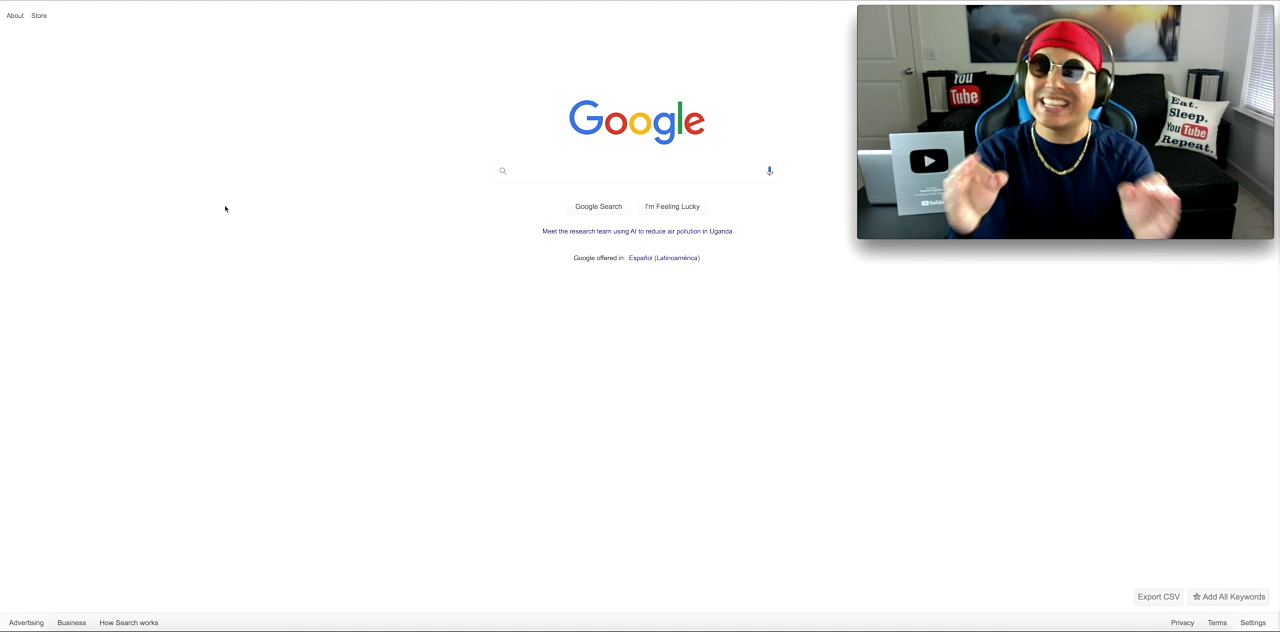 About Store
Google
Google Search I'm Feeling Lucky
Meet the research team using AI to reduce air pollution in Uganda
Google offered in: Español (Latinoamérica)
You
Tube
Eat.
Sleep.
You Tube
Repeat.
YouTube
Export CSV Add All Keywords
Advertising Business How Search works
Privacy Terms Settings